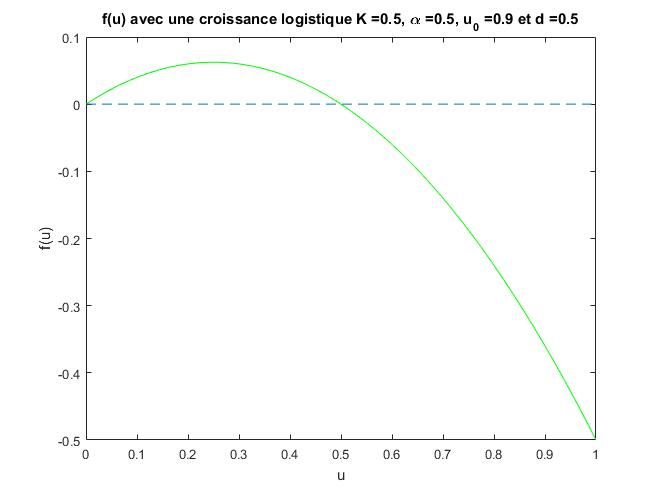 f(u) avec une croissance logistique K =0.5, α =0.5, u₀ =0.9 et d =0.5
0.1
0
-0.1
-0.2
-0.3
-0.4
-0.5
f(u)
0 0.1 0.2 0.3 0.4 0.5 0.6 0.7 0.8 0.9 1
u